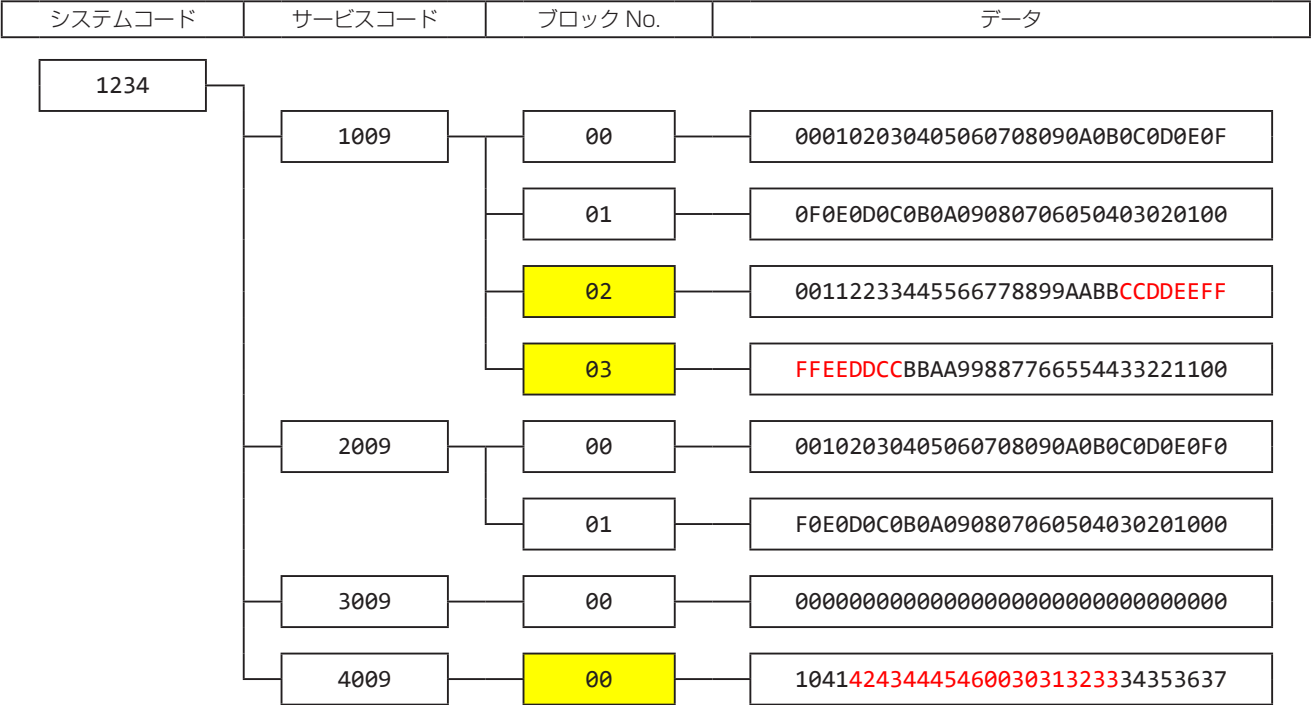 システムコード サービスコード ブロック No. データ
1234
1009 00 000102030405060708090A0B0C0D0E0F
01 0F0E0D0C0B0A09080706050403020100
02 00112233445566778899AABBCCDDEEFF
03 FFEEDDCCBBAA99887766554433221100
2009 00 00102030405060708090A0B0C0D0E0F0
01 F0E0D0C0B0A090807060504030201000
3009 00 00000000000000000000000000000000
4009 00 10414243444546003031323334353637